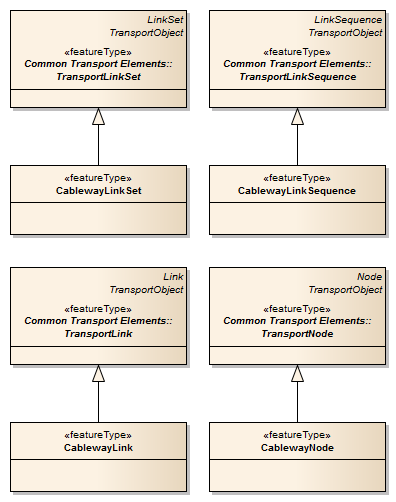 LinkSet
TransportObject
«featureType»
Common Transport Elements::
TransportLinkSet
LinkSequence
TransportObject
«featureType»
Common Transport Elements::
TransportLinkSequence
«featureType»
CablewayLinkSet
«featureType»
CablewayLinkSequence
Link
TransportObject
«featureType»
Common Transport Elements::
TransportLink
Node
TransportObject
«featureType»
Common Transport Elements::
TransportNode
«featureType»
CablewayLink
«featureType»
CablewayNode